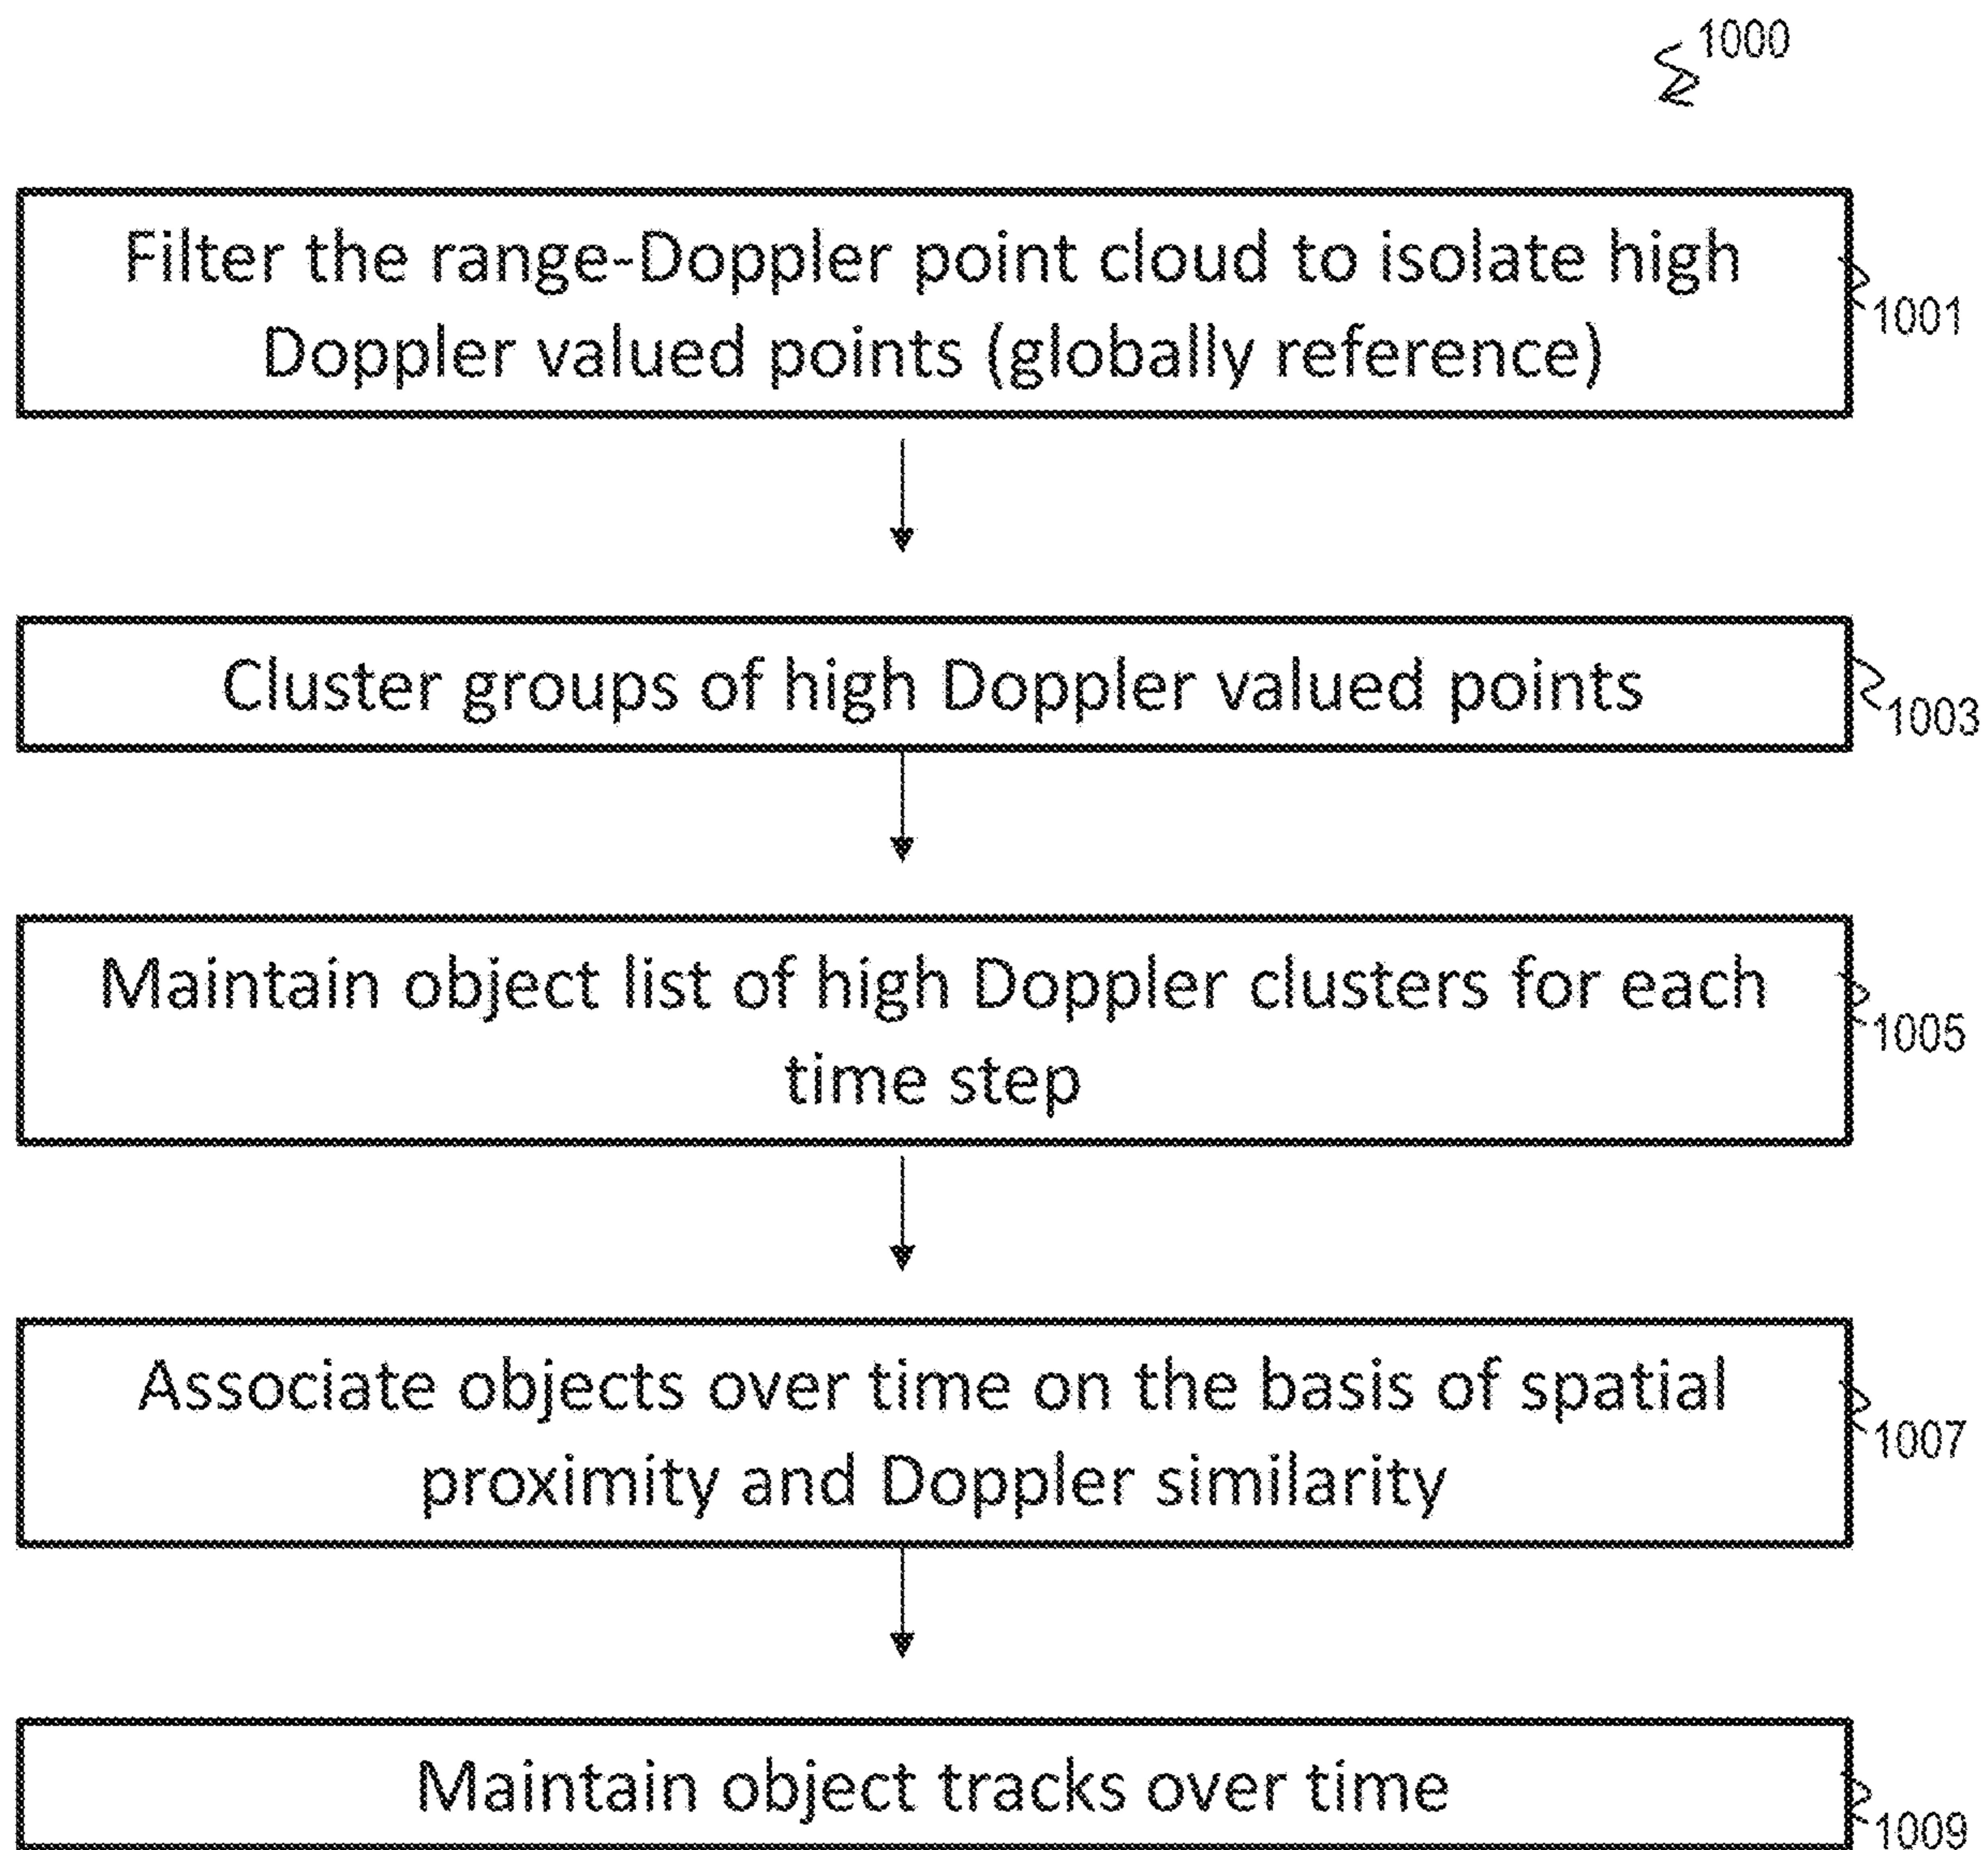 1000
Filter the range-Doppler point cloud to isolate high
Doppler valued points (globally reference)
1001
Cluster groups of high Doppler valued points
1003
Maintain object list of high Doppler clusters for each
time step
1005
Associate objects over time on the basis of spatial
proximity and Doppler similarity
1007
Maintain object tracks over time
1009